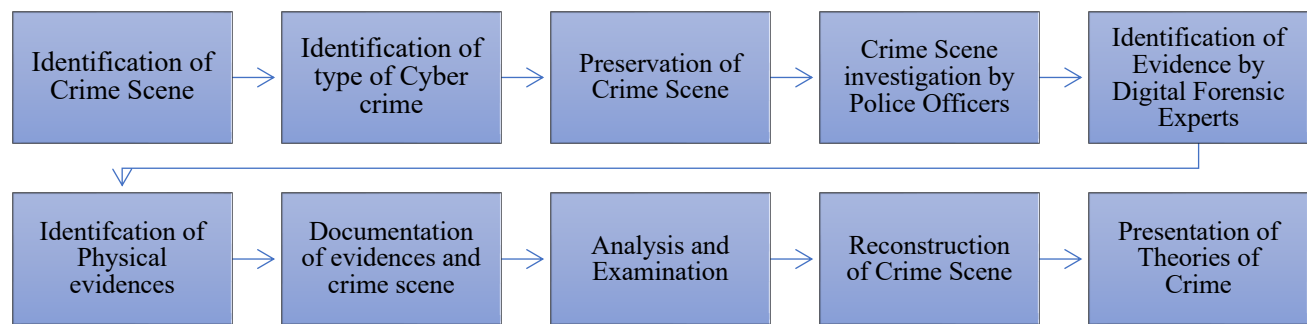 Identification of
Crime Scene
Identification of
type of Cyber
crime
Preservation of
Crime Scene
Crime Scene
investigation by
Police Officers
Identification of
Evidence by
Digital Forensic
Experts
Identifcation of
Physical
evidences
Documentation
of evidences and
crime scene
Analysis and
Examination
Reconstruction
of Crime Scene
Presentation of
Theories of
Crime